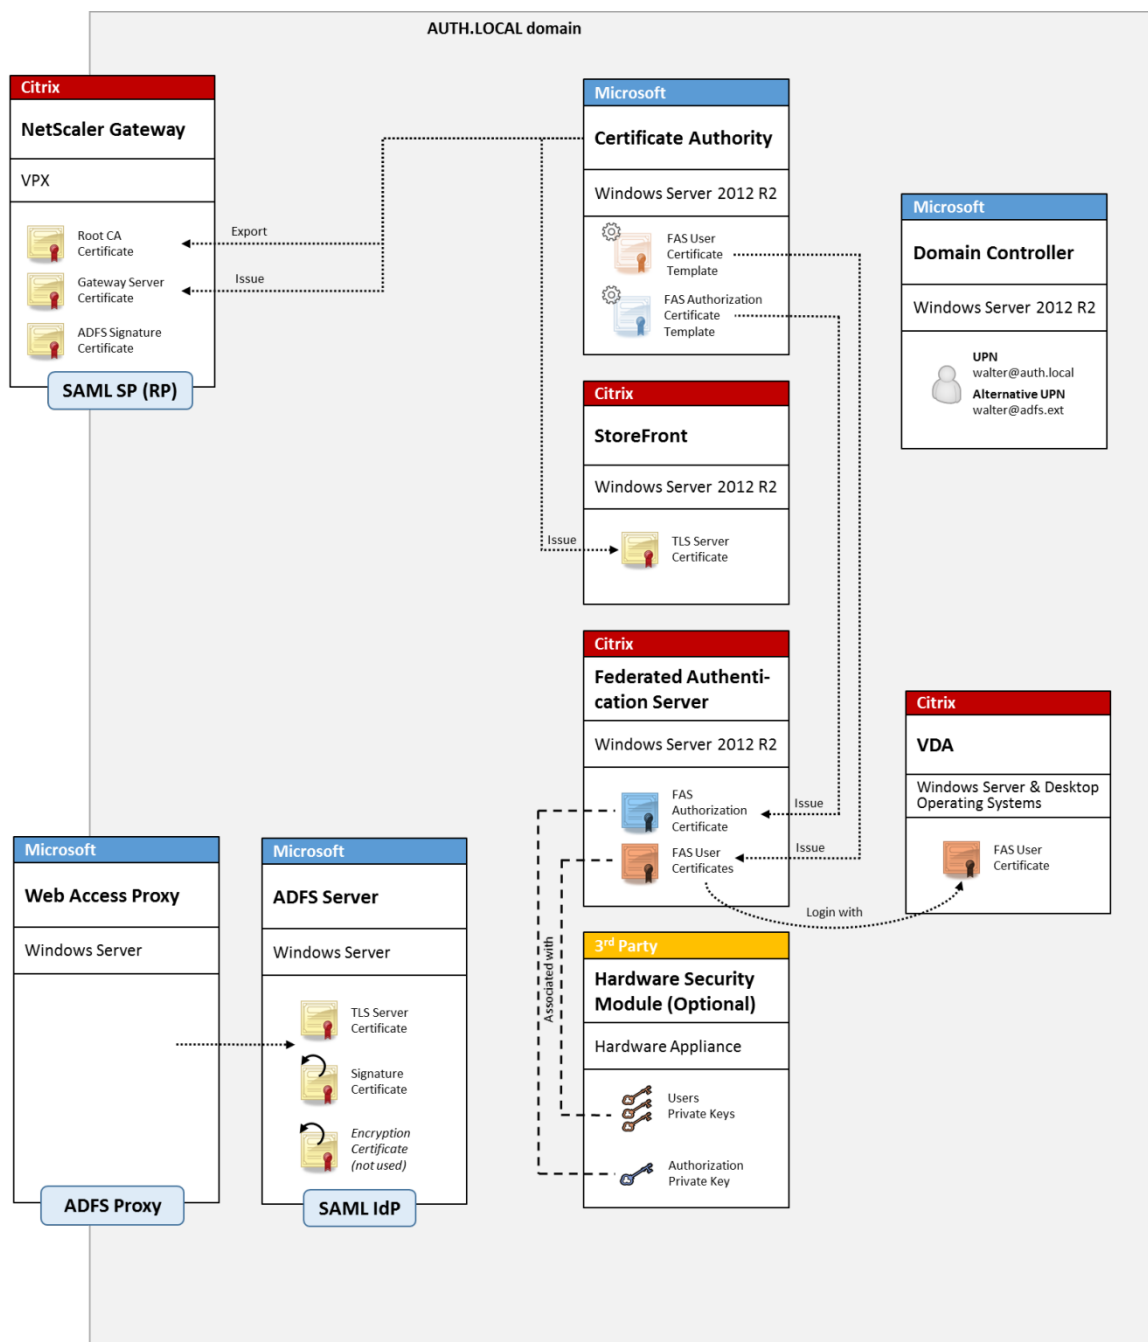 AUTH.LOCAL domain
Citrix
NetScaler Gateway
VPX
Root CA
Certificate
Gateway Server
Certificate
ADFS Signature
Certificate
SAML SP (RP)
Export
Issue
Microsoft
Certificate Authority
Windows Server 2012 R2
FAS User
Certificate
Template
FAS Authorization
Certificate
Template
Microsoft
Domain Controller
Windows Server 2012 R2
UPN
walter@auth.local
Alternative UPN
walter@adfs.ext
Citrix
StoreFront
Windows Server 2012 R2
Issue
TLS Server
Certificate
Citrix
Federated Authenti-
cation Server
Windows Server 2012 R2
FAS
Authorization
Certificate
FAS User
Certificates
Issue
Issue
Login with
Citrix
VDA
Windows Server & Desktop
Operating Systems
FAS User
Certificate
Microsoft
Web Access Proxy
Windows Server
ADFS Proxy
Microsoft
ADFS Server
Windows Server
TLS Server
Certificate
Signature
Certificate
Encryption
Certificate
(not used)
SAML IdP
Associated with
3rd Party
Hardware Security
Module (Optional)
Hardware Appliance
Users
Private Keys
Authorization
Private Key